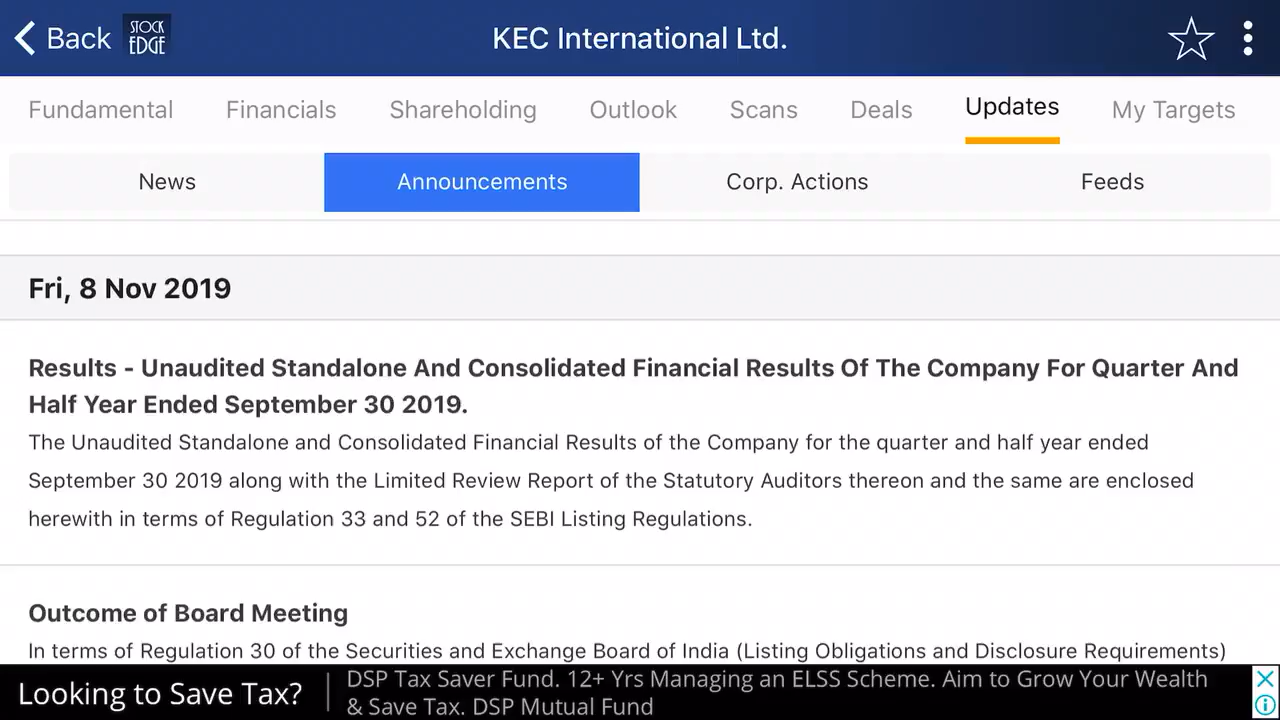 Back
STOCK
EDGE
KEC International Ltd.
Fundamental Financials Shareholding Outlook Scans Deals Updates My Targets
News Announcements Corp. Actions Feeds
Fri, 8 Nov 2019
Results - Unaudited Standalone And Consolidated Financial Results Of The Company For Quarter And
Half Year Ended September 30 2019.
The Unaudited Standalone and Consolidated Financial Results of the Company for the quarter and half year ended
September 30 2019 along with the Limited Review Report of the Statutory Auditors thereon and the same are enclosed
herewith in terms of Regulation 33 and 52 of the SEBI Listing Regulations.
Outcome of Board Meeting
In terms of Regulation 30 of the Securities and Exchange Board of India (Listing Obligations and Disclosure Requirements)
Looking to Save Tax?
DSP Tax Saver Fund. 12+ Yrs Managing an ELSS Scheme. Aim to Grow Your Wealth
& Save Tax. DSP Mutual Fund